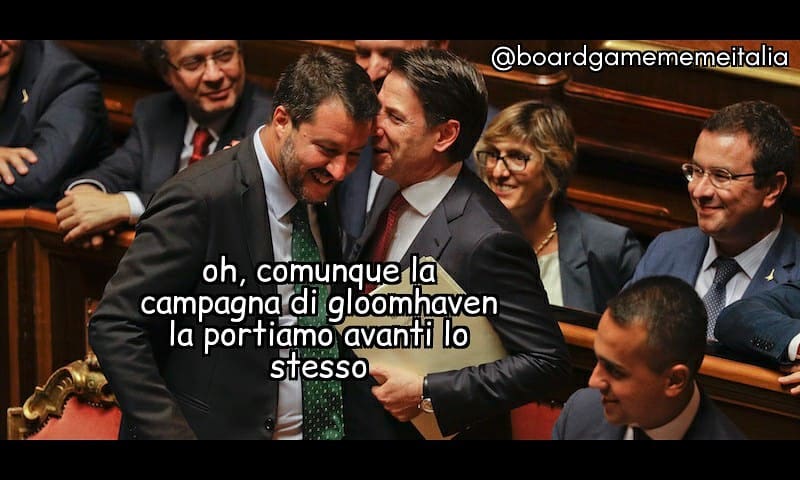 @boardgamememeitalia
oh, comunque la
campagna di gloomhaven
la portiamo avanti lo
stesso